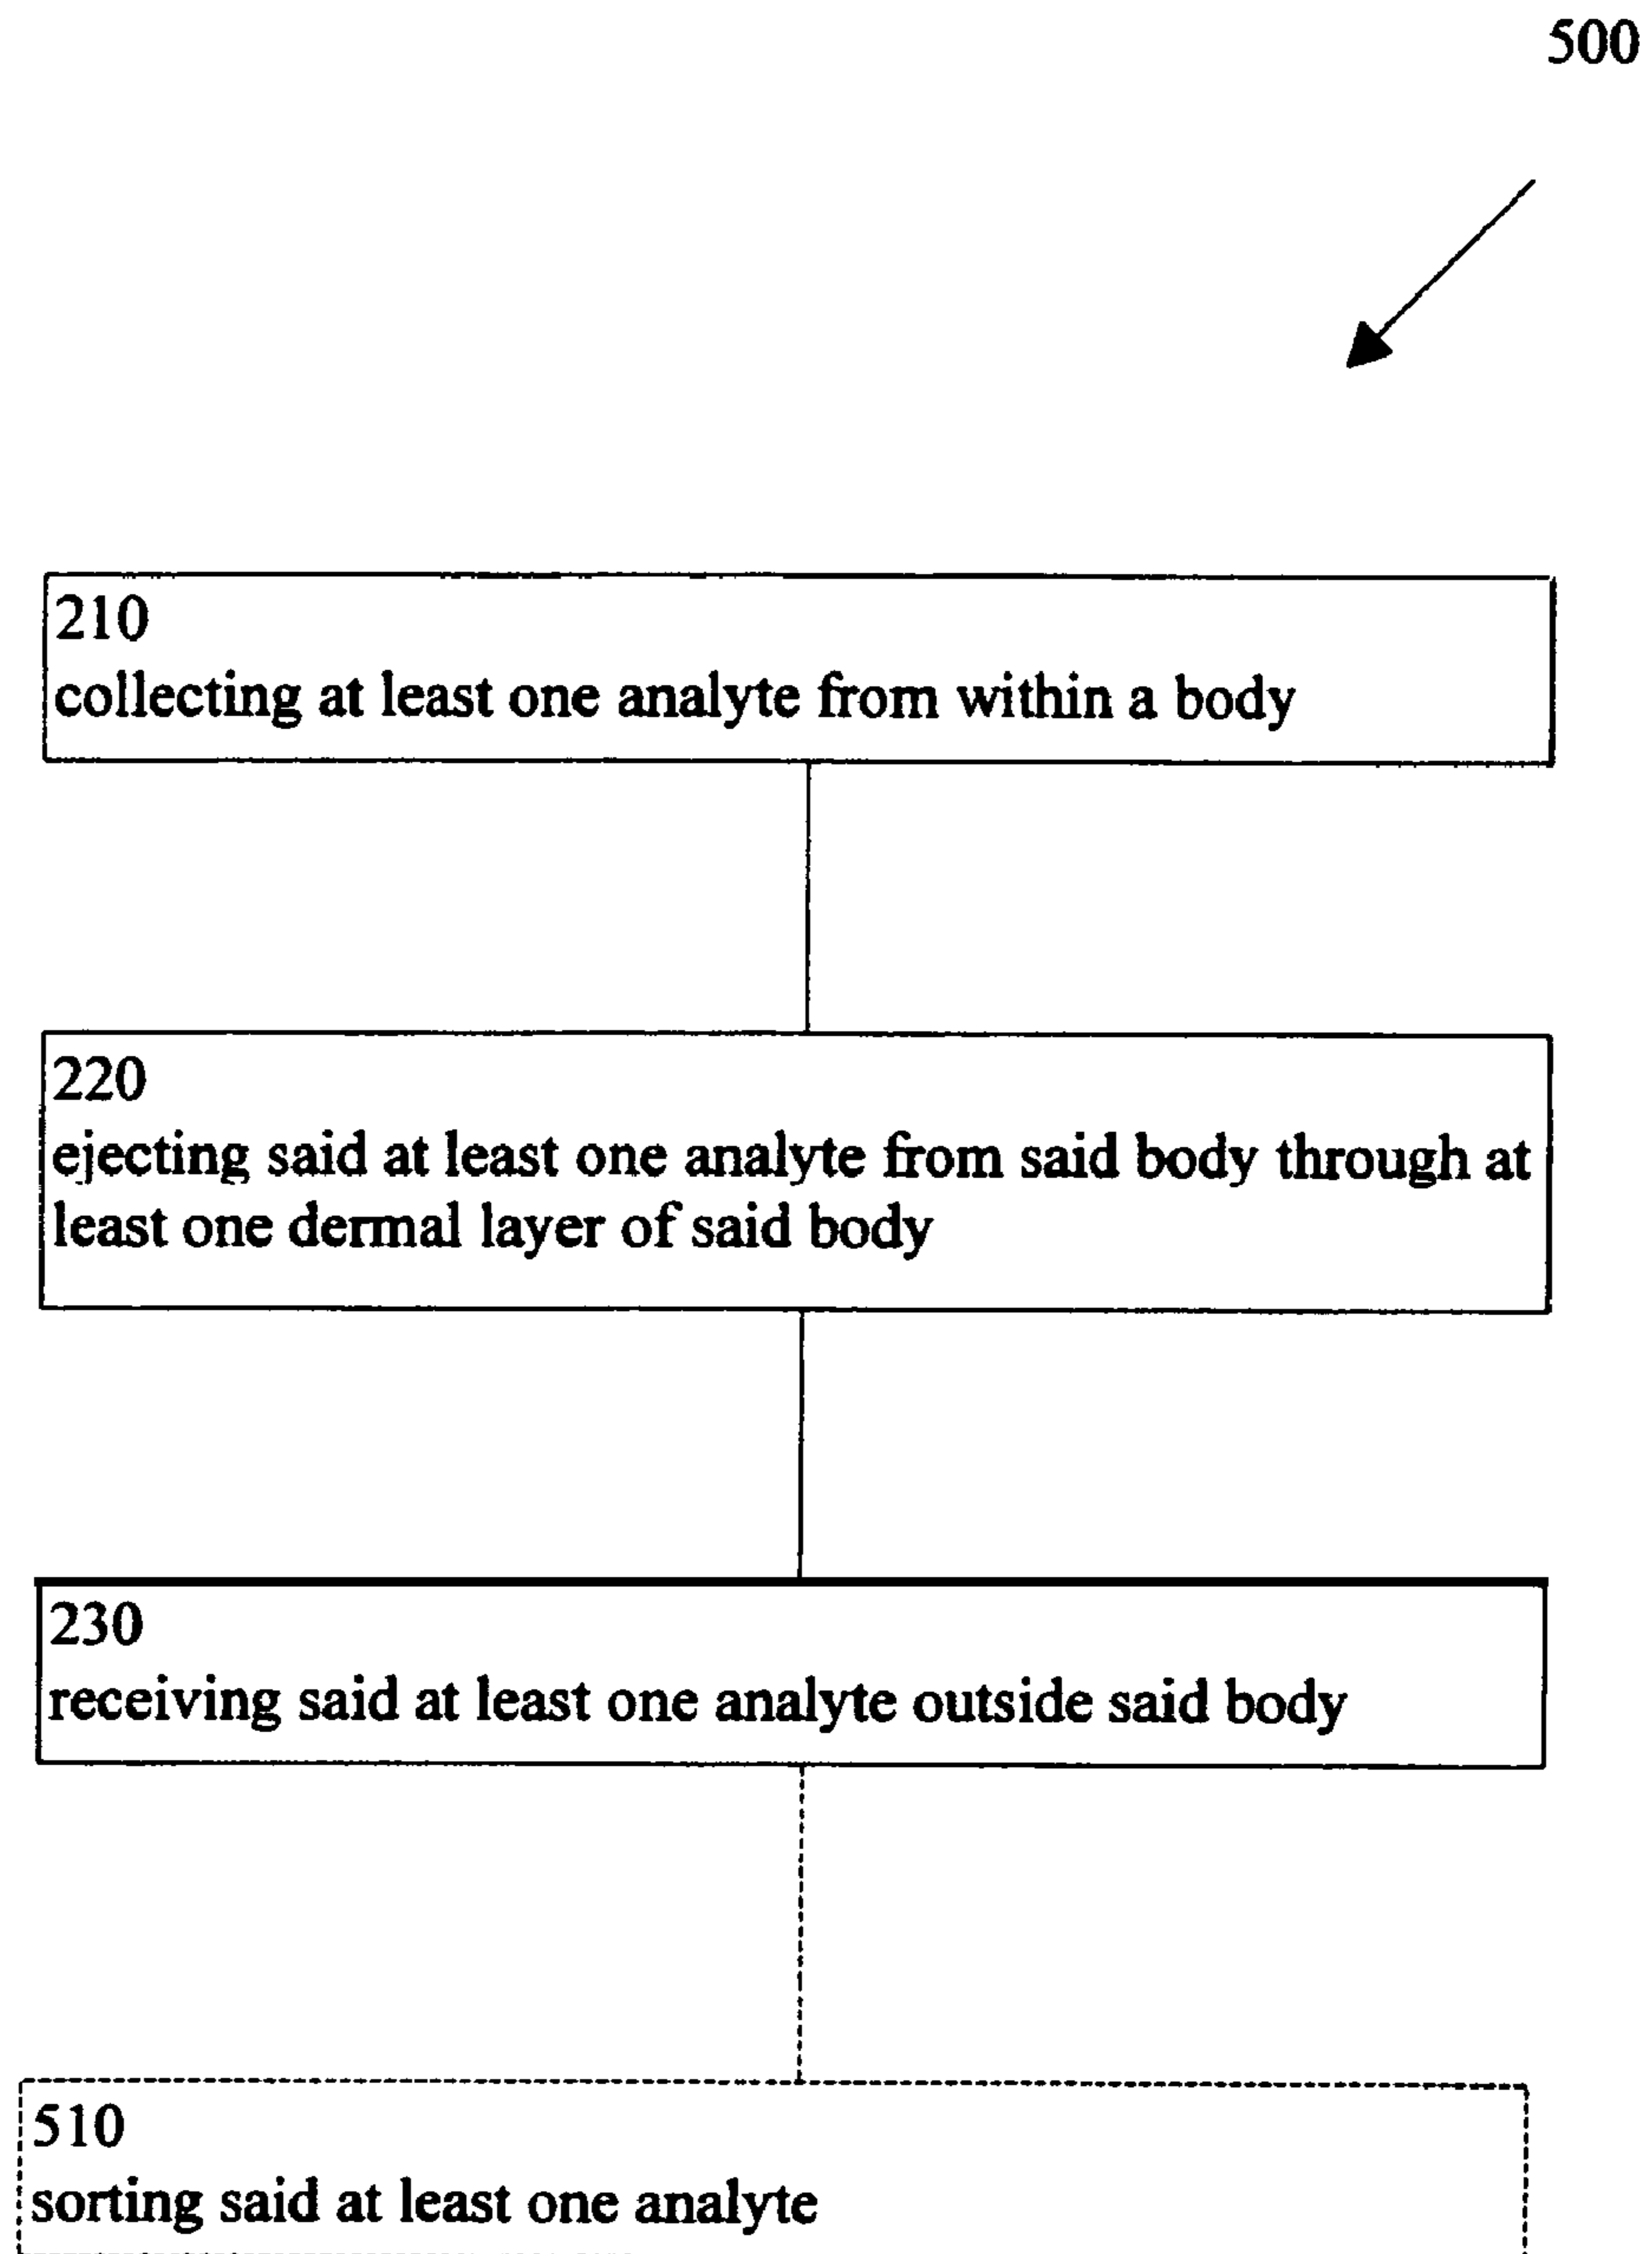 500
210
collecting at least one analyte from within a body
220
ejecting said at least one analyte from said body through at
least one dermal layer of said body
230
receiving said at least one analyte outside said body
510
sorting said at least one analyte